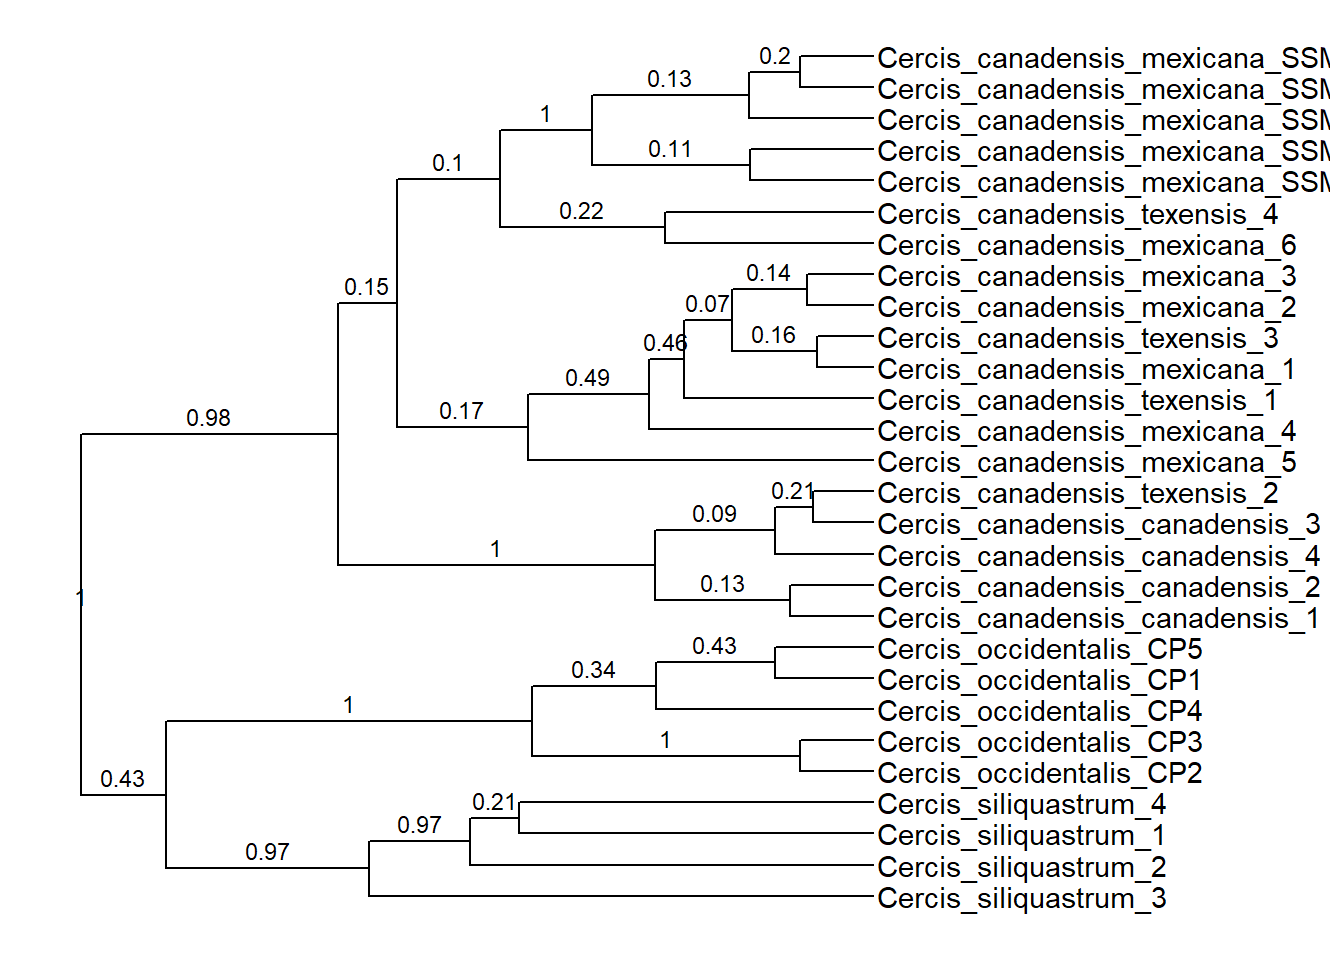 0.2
Cercis_canadensis_mexicana_SSM
Cercis_canadensis_mexicana_SSM
0.13
Cercis_canadensis_mexicana_SSM
1
Cercis_canadensis_mexicana_SSM
0.11
Cercis_canadensis_mexicana_SSM
0.1
Cercis_canadensis_texensis_4
0.22
Cercis_canadensis_mexicana_6
0.14
Cercis_canadensis_mexicana_3
0.15
0.07
Cercis_canadensis_mexicana_2
0.16
Cercis_canadensis_texensis_3
0.46
Cercis_canadensis_mexicana_1
0.49
Cercis_canadensis_texensis_1
0.98
0.17
Cercis_canadensis_mexicana_4
Cercis_canadensis_mexicana_5
0.21
Cercis_canadensis_texensis_2
0.09
Cercis_canadensis_canadensis_3
1
Cercis_canadensis_canadensis_4
0.13
Cercis_canadensis_canadensis_2
1
Cercis_canadensis_canadensis_1
0.43
Cercis_occidentalis_CP5
0.34
Cercis_occidentalis_CP1
1
Cercis_occidentalis_CP4
1
Cercis_occidentalis_CP3
0.43
Cercis_occidentalis_CP2
0.21
Cercis_siliquastrum_4
0.97
Cercis_siliquastrum_1
0.97
Cercis_siliquastrum_2
Cercis_siliquastrum_3